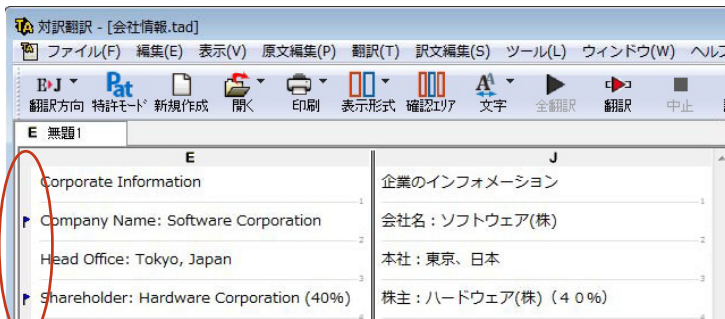 対訳翻訳 - [会社情報.tad]
ファイル(F) 編集(E) 表示(V) 原文編集(P) 翻訳(T) 訳文編集(S) ツール(L) ウィンドウ(W) ヘルプ
E▸J Pat A
翻訳方向 特許モード 新規作成 開く 印刷 表示形式 確認エリア 文字 全翻訳 翻訳 中止
E 無題1
E J
Corporate Information 企業のインフォメーション
1 1
Company Name: Software Corporation 会社名：ソフトウェア(株)
2 2
Head Office: Tokyo, Japan 本社：東京、日本
3 3
Shareholder: Hardware Corporation (40%) 株主：ハードウェア(株)（４０%）